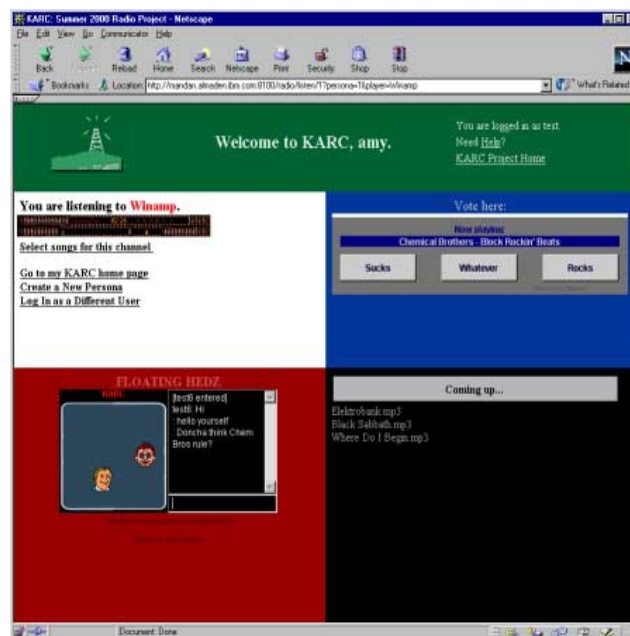 KARC: Summer 2000 Radio Project - Netscape
File Edit View Go Communicator Help
Back Reload Home Search Netscape Print Security Shop Stop
N
Bookmarks Location: http://mandan.almaden.ibm.com:8100/radio/listen/1?persona=1&player=Winamp What's Related
Welcome to KARC, amy.
You are logged in as test.
Need Help?
KARC Project Home
You are listening to Winamp.
Select songs for this channel
Go to my KARC home page
Create a New Persona
Log In as a Different User
Vote here:
Now playing:
Chemical Brothers - Block Rockin' Beats
Sucks Whatever Rocks
FLOATING HEDZ
KARC
[test6 entered]
test6: Hi
: hello yourself
: Doncha think Chem
Bros rule?
Coming up...
Elektrobank.mp3
Black Sabbath.mp3
Where Do I Begin.mp3
Document: Done